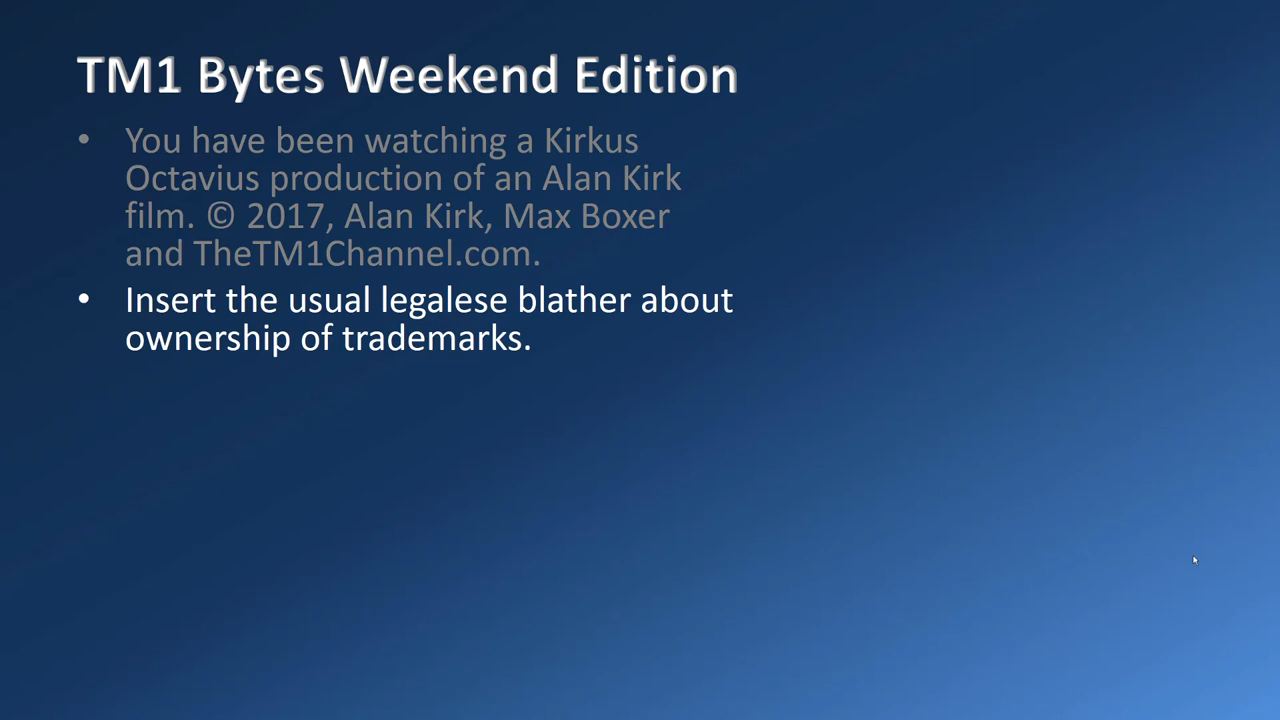 TM1 Bytes Weekend Edition
• You have been watching a Kirkus
Octavius production of an Alan Kirk
film. © 2017, Alan Kirk, Max Boxer
and TheTM1Channel.com.
• Insert the usual legalese blather about
ownership of trademarks.